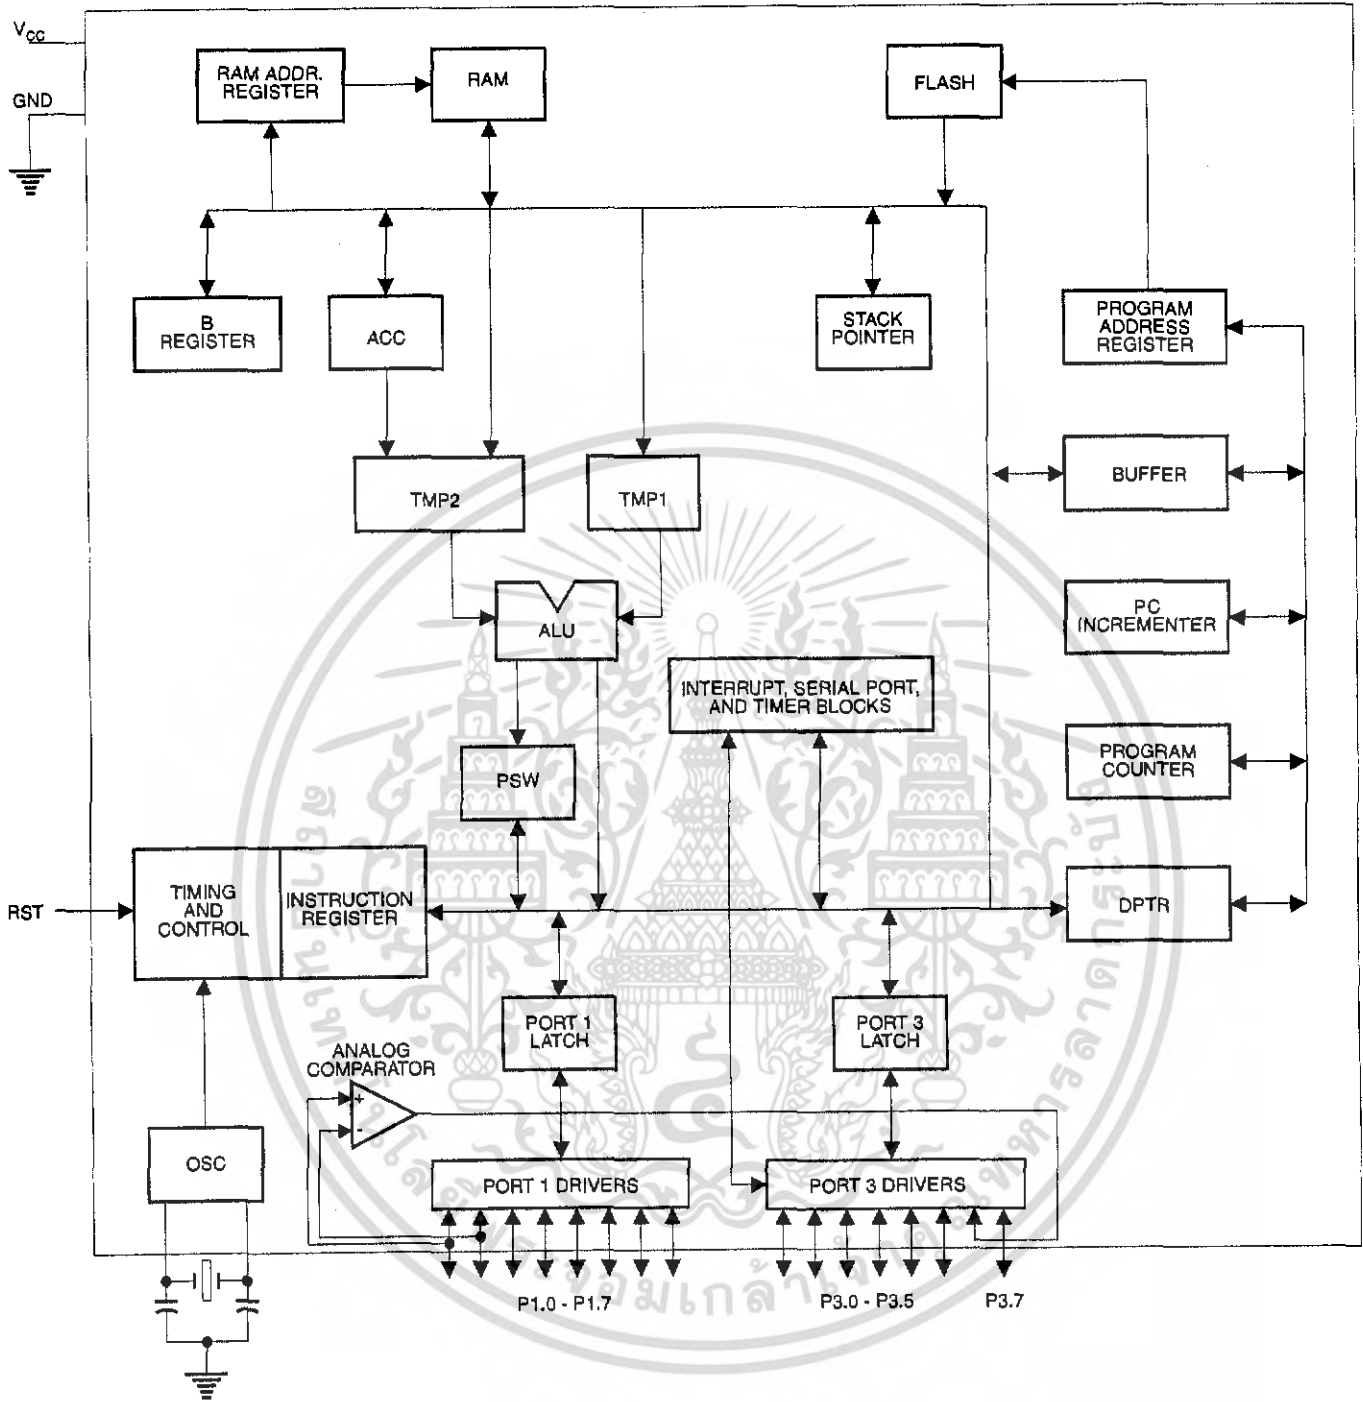 VCC
GND
RAM ADDR.
REGISTER
RAM
FLASH
B
REGISTER
ACC
STACK
POINTER
PROGRAM
ADDRESS
REGISTER
TMP2
TMP1
BUFFER
ALU
PC
INCREMENTER
INTERRUPT, SERIAL PORT,
AND TIMER BLOCKS
PSW
PROGRAM
COUNTER
RST
TIMING
AND
CONTROL
INSTRUCTION
REGISTER
DPTR
PORT 1
LATCH
PORT 3
LATCH
ANALOG
COMPARATOR
+
-
OSC
PORT 1 DRIVERS
PORT 3 DRIVERS
P1.0 - P1.7
P3.0 - P3.5
P3.7